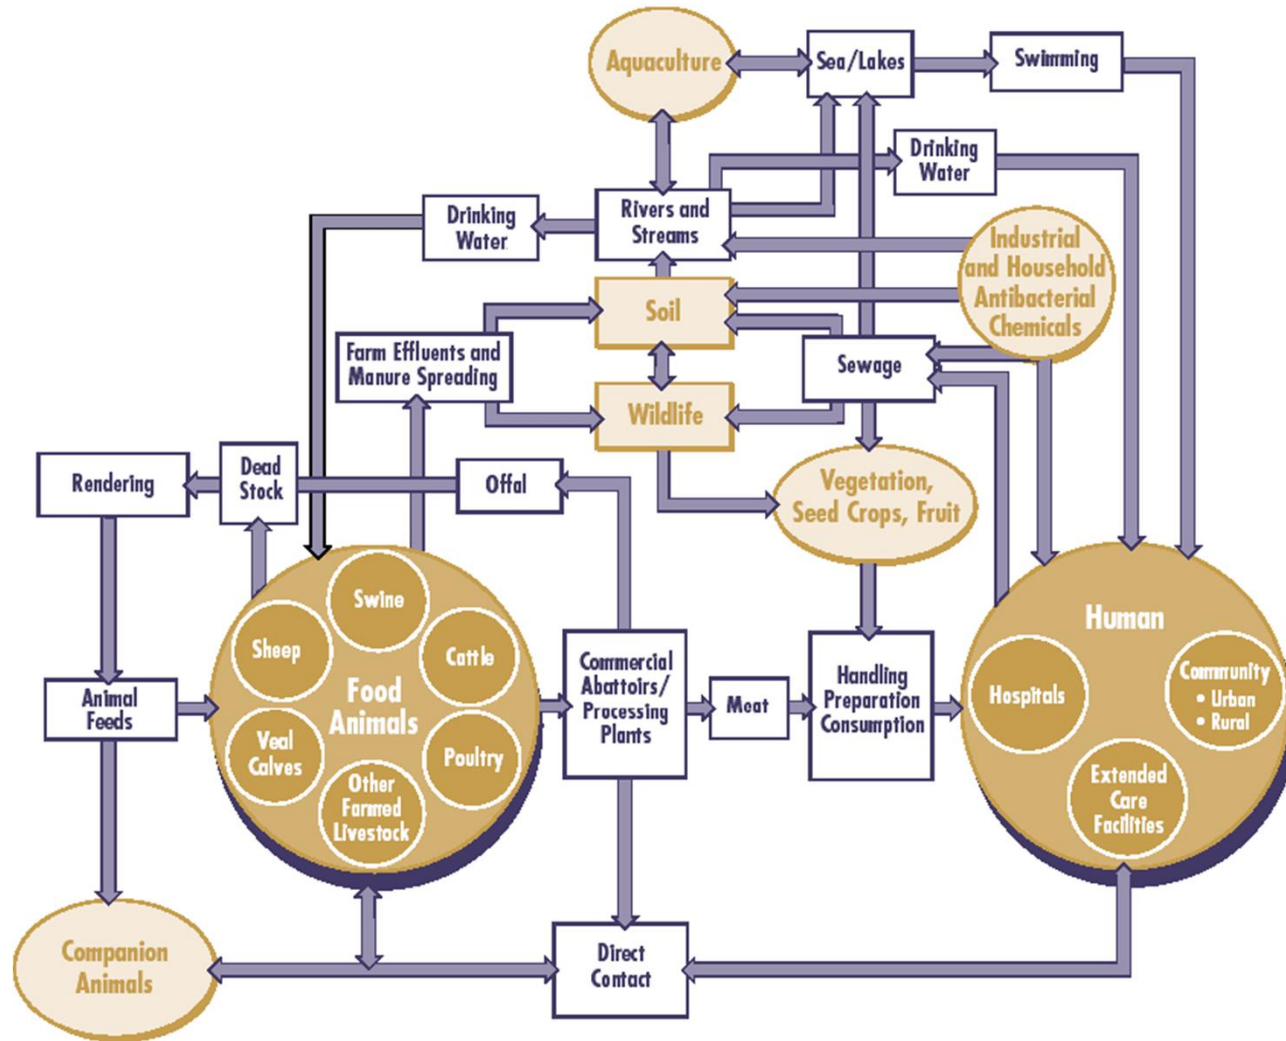 Aquaculture
Sea/Lakes
Swimming
Drinking
Water
Drinking
Water
Rivers and
Streams
Industrial
and Household
Antibacterial
Chemicals
Soil
Farm Effluents and
Manure Spreading
Sewage
Wildlife
Rendering
Dead
Stock
Offal
Vegetation,
Seed Crops, Fruit
Swine
Sheep
Cattle
Food
Animals
Veal
Calves
Poultry
Other
Farmed
Livestock
Animal
Feeds
Commercial
Abattoirs/
Processing
Plants
Meat
Handling
Preparation
Consumption
Human
Hospitals
Community
• Urban
• Rural
Extended
Care
Facilities
Companion
Animals
Direct
Contact